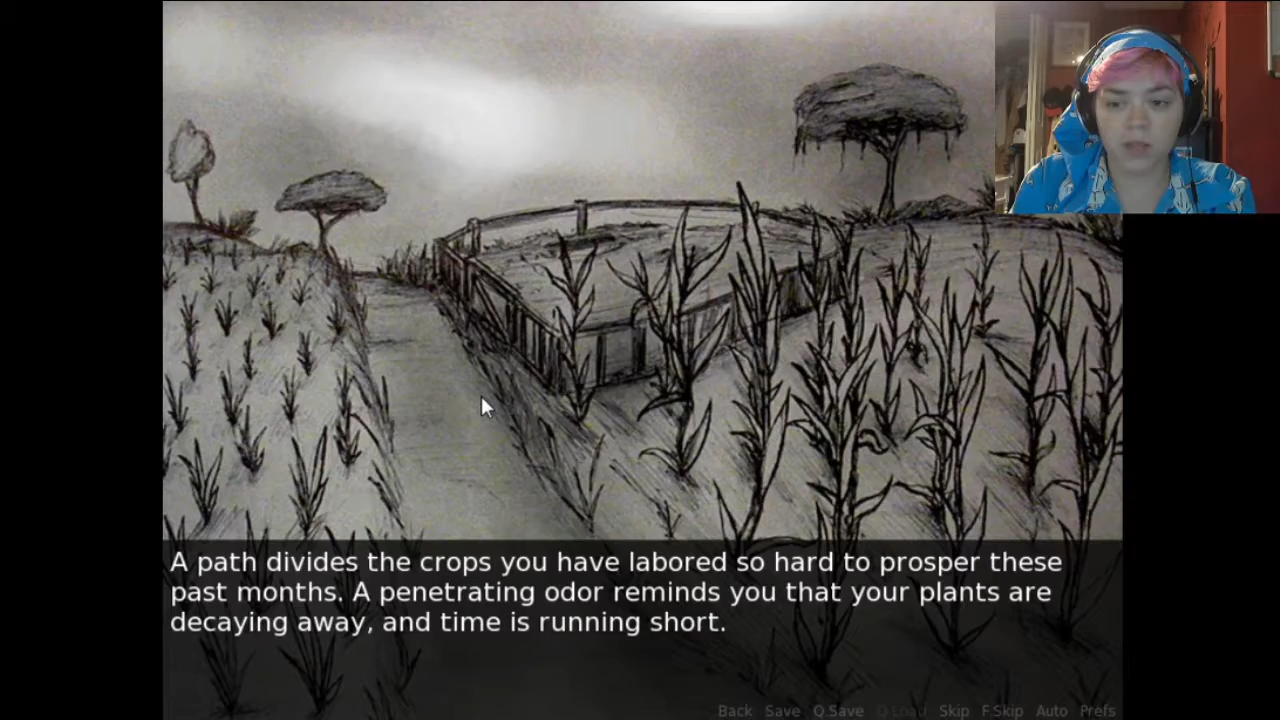 A path divides the crops you have labored so hard to prosper these
past months. A penetrating odor reminds you that your plants are
decaying away, and time is running short.
Back Save Q.Save Q.Load Skip F.Skip Auto Prefs